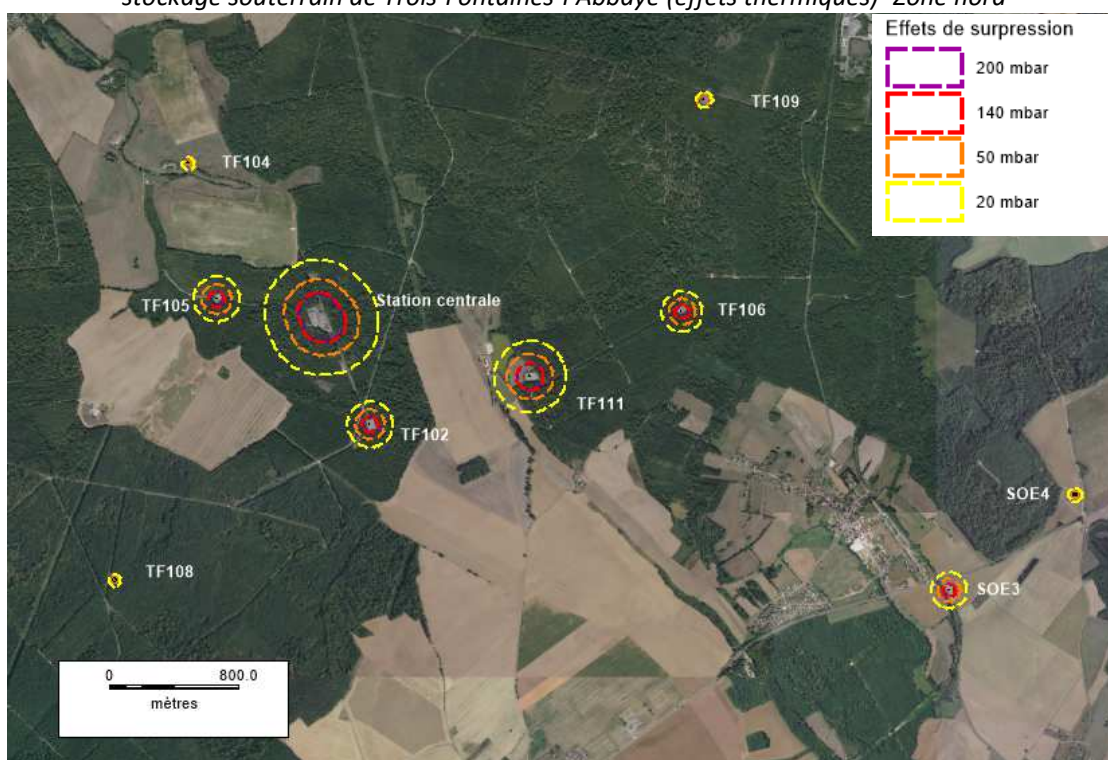 stockage souterrain de Trois-Fontaines-l'Abbaye (effets thermiques)- Zone nord
Effets de surpression
200 mbar
140 mbar
50 mbar
20 mbar
TF109
TF104
TF105
Station centrale
TF106
TF111
TF102
SOE4
TF108
SOE3
0 800.0
mètres